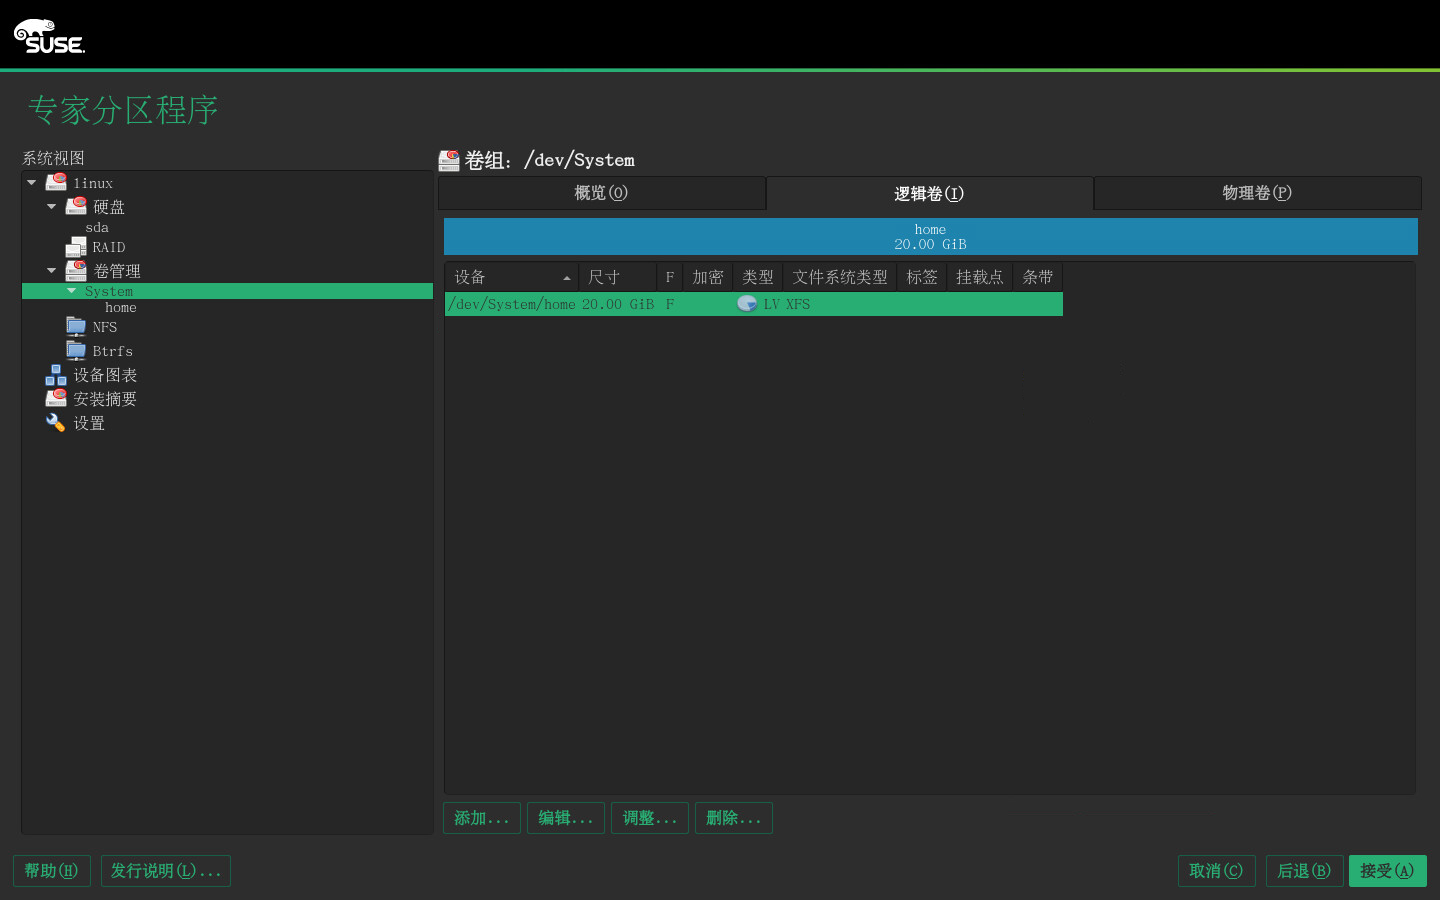 SUSE.
专家分区程序
系统视图
linux
硬盘
sda
RAID
卷管理
System
home
NFS
Btrfs
设备图表
安装摘要
设置
卷组：/dev/System
概览(O) 逻辑卷(I) 物理卷(P)
home
20.00 GiB
设备 尺寸 F 加密 类型 文件系统类型 标签 挂载点 条带
/dev/System/home 20.00 GiB F LV XFS
添加... 编辑... 调整... 删除...
帮助(H) 发行说明(L)... 取消(C) 后退(B) 接受(A)